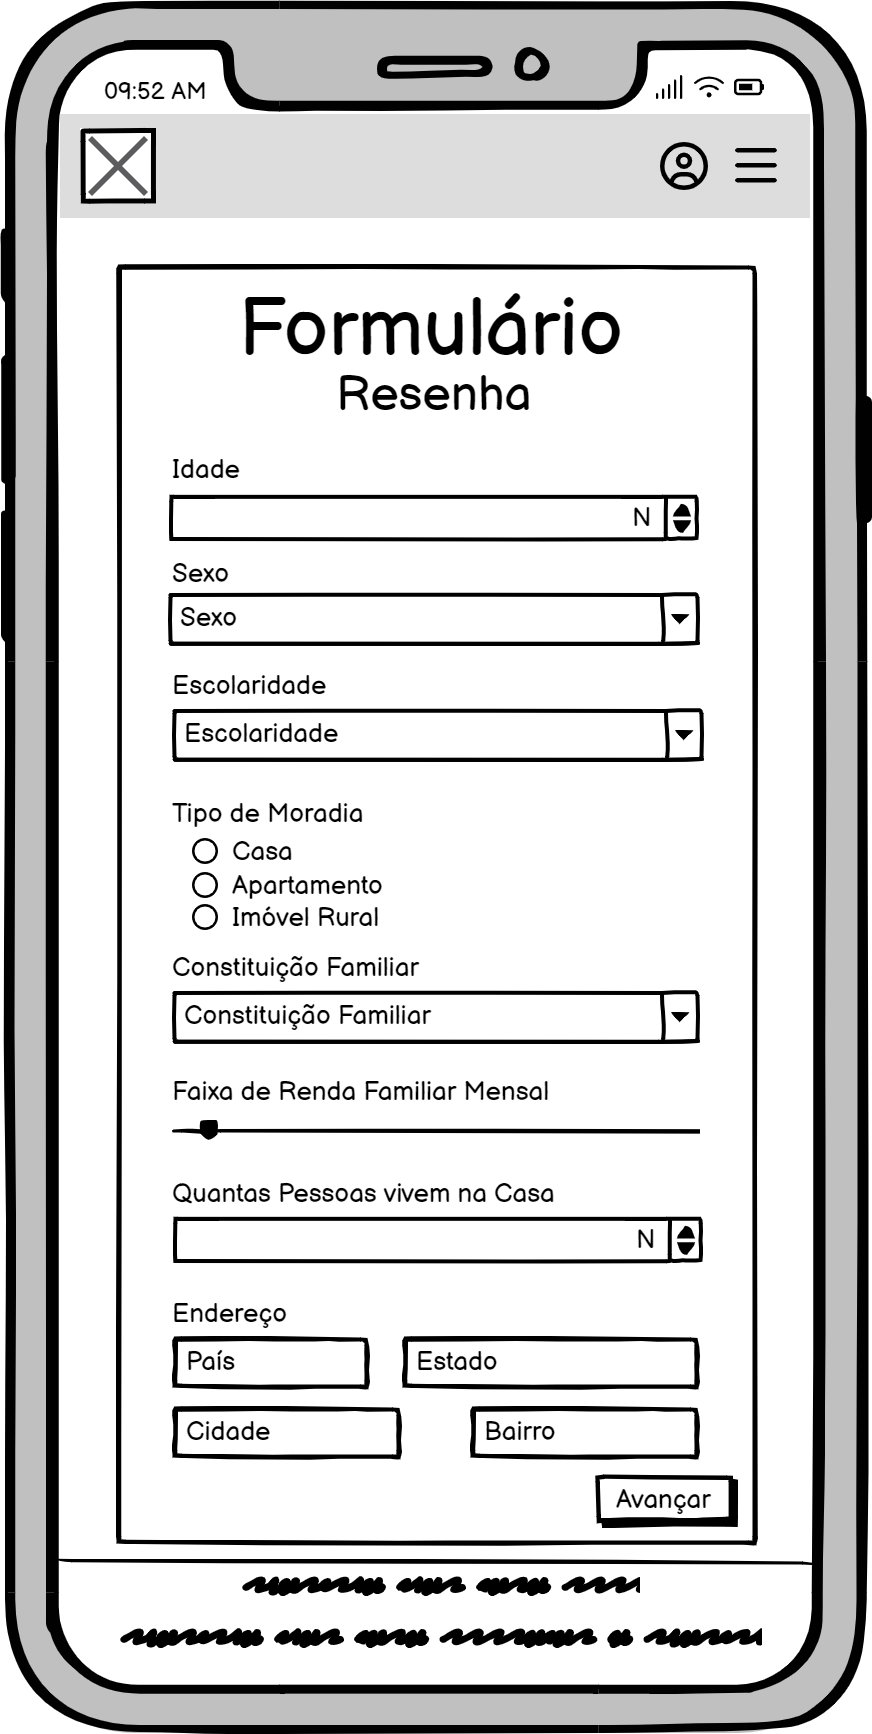 09:52 AM
Formulário
Resenha
Idade
N
Sexo
Sexo
Escolaridade
Escolaridade
Tipo de Moradia
Casa
Apartamento
Imóvel Rural
Constituição Familiar
Constituição Familiar
Faixa de Renda Familiar Mensal
Quantas Pessoas vivem na Casa
N
Endereço
País Estado
Cidade Bairro
Avançar